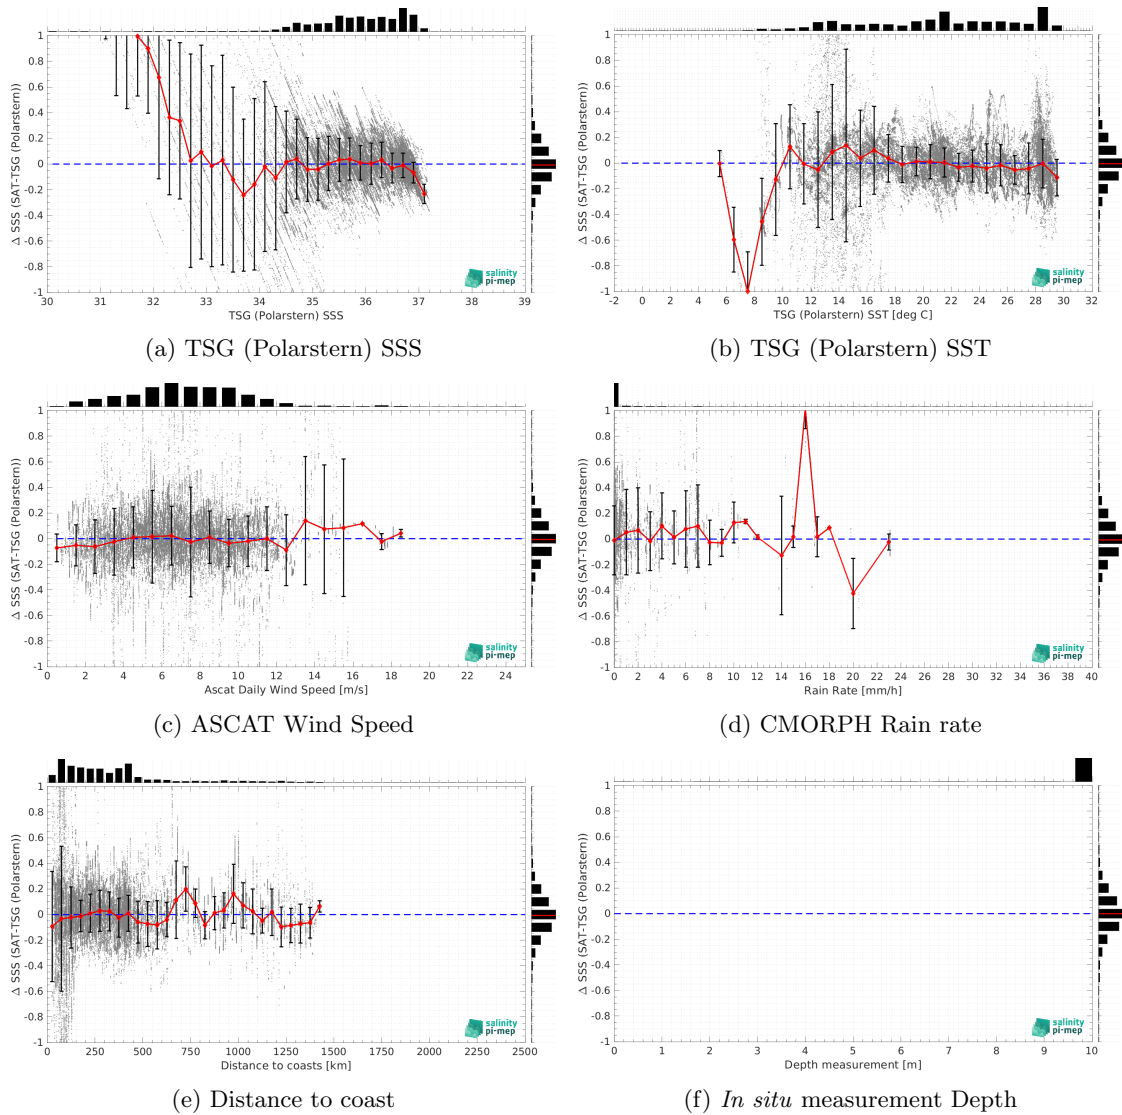 1
0.8
0.6
0.4
0.2
0
-0.2
-0.4
-0.6
-0.8
-1
Δ SSS (SAT-TSG (Polarstern))
30 31 32 33 34 35 36 37 38 39
TSG (Polarstern) SSS
salinity
pi-mep
(a) TSG (Polarstern) SSS
1
0.8
0.6
0.4
0.2
0
-0.2
-0.4
-0.6
-0.8
-1
Δ SSS (SAT-TSG (Polarstern))
-2 0 2 4 6 8 10 12 14 16 18 20 22 24 26 28 30 32
TSG (Polarstern) SST [deg C]
salinity
pi-mep
(b) TSG (Polarstern) SST
1
0.8
0.6
0.4
0.2
0
-0.2
-0.4
-0.6
-0.8
-1
Δ SSS (SAT-TSG (Polarstern))
0 2 4 6 8 10 12 14 16 18 20 22 24
Ascat Daily Wind Speed [m/s]
salinity
pi-mep
(c) ASCAT Wind Speed
1
0.8
0.6
0.4
0.2
0
-0.2
-0.4
-0.6
-0.8
-1
Δ SSS (SAT-TSG (Polarstern))
0 2 4 6 8 10 12 14 16 18 20 22 24 26 28 30 32 34 36 38 40
Rain Rate [mm/h]
salinity
pi-mep
(d) CMORPH Rain rate
1
0.8
0.6
0.4
0.2
0
-0.2
-0.4
-0.6
-0.8
-1
Δ SSS (SAT-TSG (Polarstern))
0 250 500 750 1000 1250 1500 1750 2000 2250 2500
Distance to coasts [km]
salinity
pi-mep
(e) Distance to coast
1
0.8
0.6
0.4
0.2
0
-0.2
-0.4
-0.6
-0.8
-1
Δ SSS (SAT-TSG (Polarstern))
0 1 2 3 4 5 6 7 8 9 10
Depth measurement [m]
salinity
pi-mep
(f) In situ measurement Depth